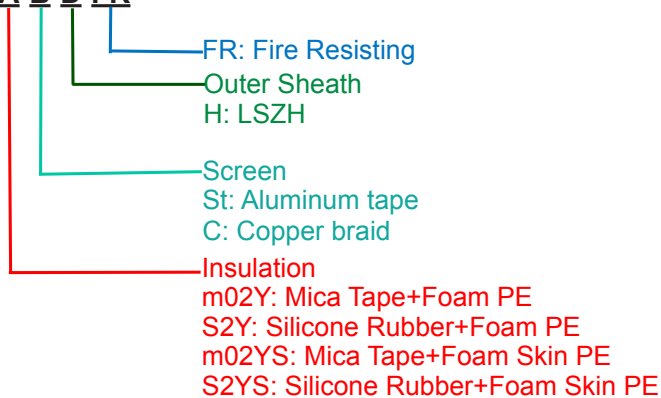 FR: Fire Resisting
Outer Sheath
H: LSZH
Screen
St: Aluminum tape
C: Copper braid
Insulation
m02Y: Mica Tape+Foam PE
S2Y: Silicone Rubber+Foam PE
m02YS: Mica Tape+Foam Skin PE
S2YS: Silicone Rubber+Foam Skin PE